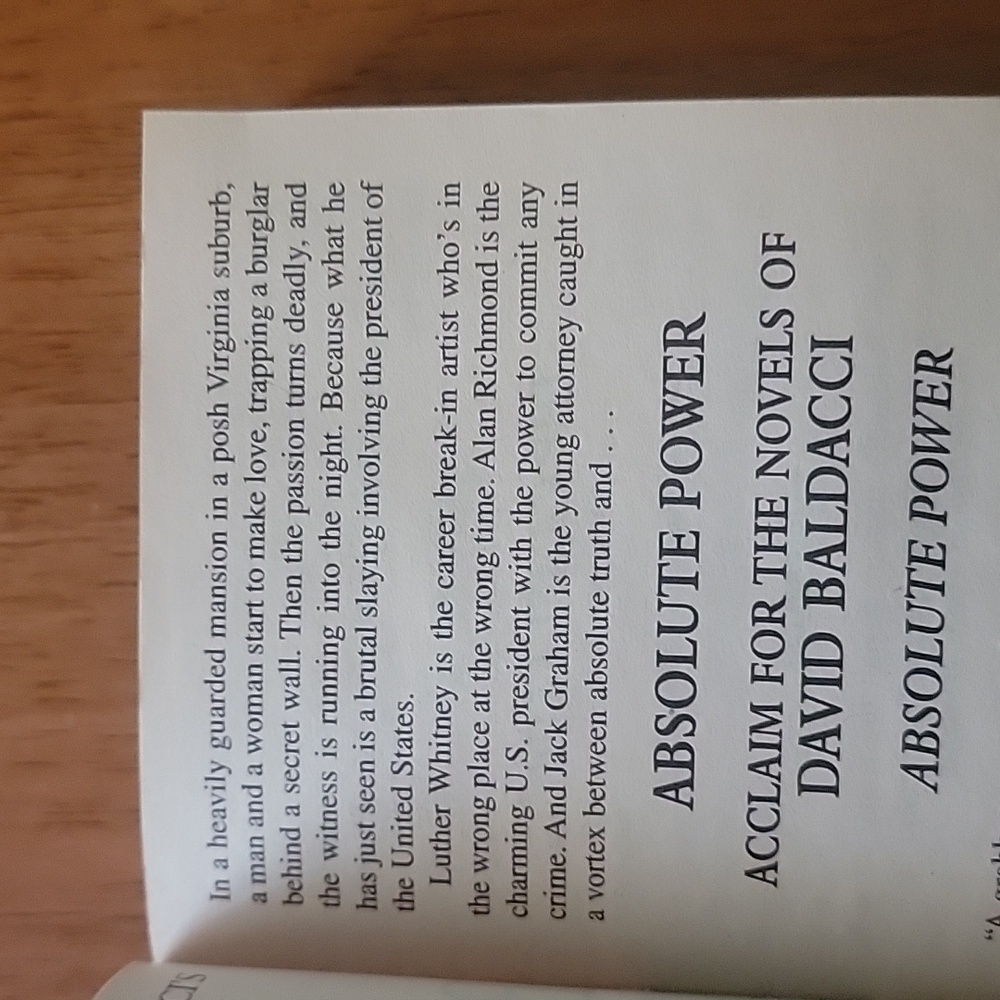 In a heavily guarded mansion in a posh Virginia suburb,
a man and a woman start to make love, trapping a burglar
behind a secret wall. Then the passion turns deadly, and
the witness is running into the night. Because what he
has just seen is a brutal slaying involving the president of
the United States.
Luther Whitney is the career break-in artist who's in
the wrong place at the wrong time. Alan Richmond is the
charming U.S. president with the power to commit any
crime. And Jack Graham is the young attorney caught in
a vortex between absolute truth and . . . .
ABSOLUTE POWER
ACCLAIM FOR THE NOVELS OF
DAVID BALDACCI
ABSOLUTE POWER